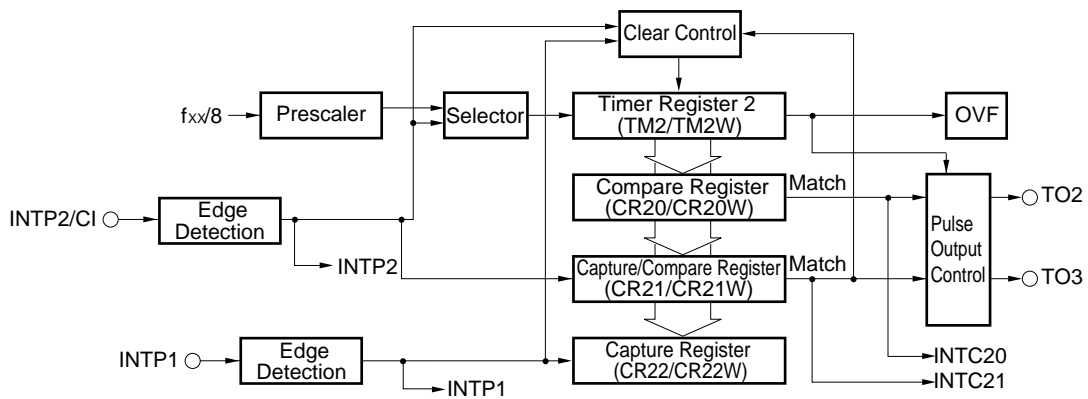 Clear Control
fxx/8
Prescaler
Selector
Timer Register 2
(TM2/TM2W)
OVF
Compare Register
(CR20/CR20W)
Match
INTP2/CI
Edge
Detection
INTP2
Pulse
Output
Control
TO2
Capture/Compare Register
(CR21/CR21W)
Match
TO3
INTP1
Edge
Detection
INTP1
Capture Register
(CR22/CR22W)
INTC20
INTC21